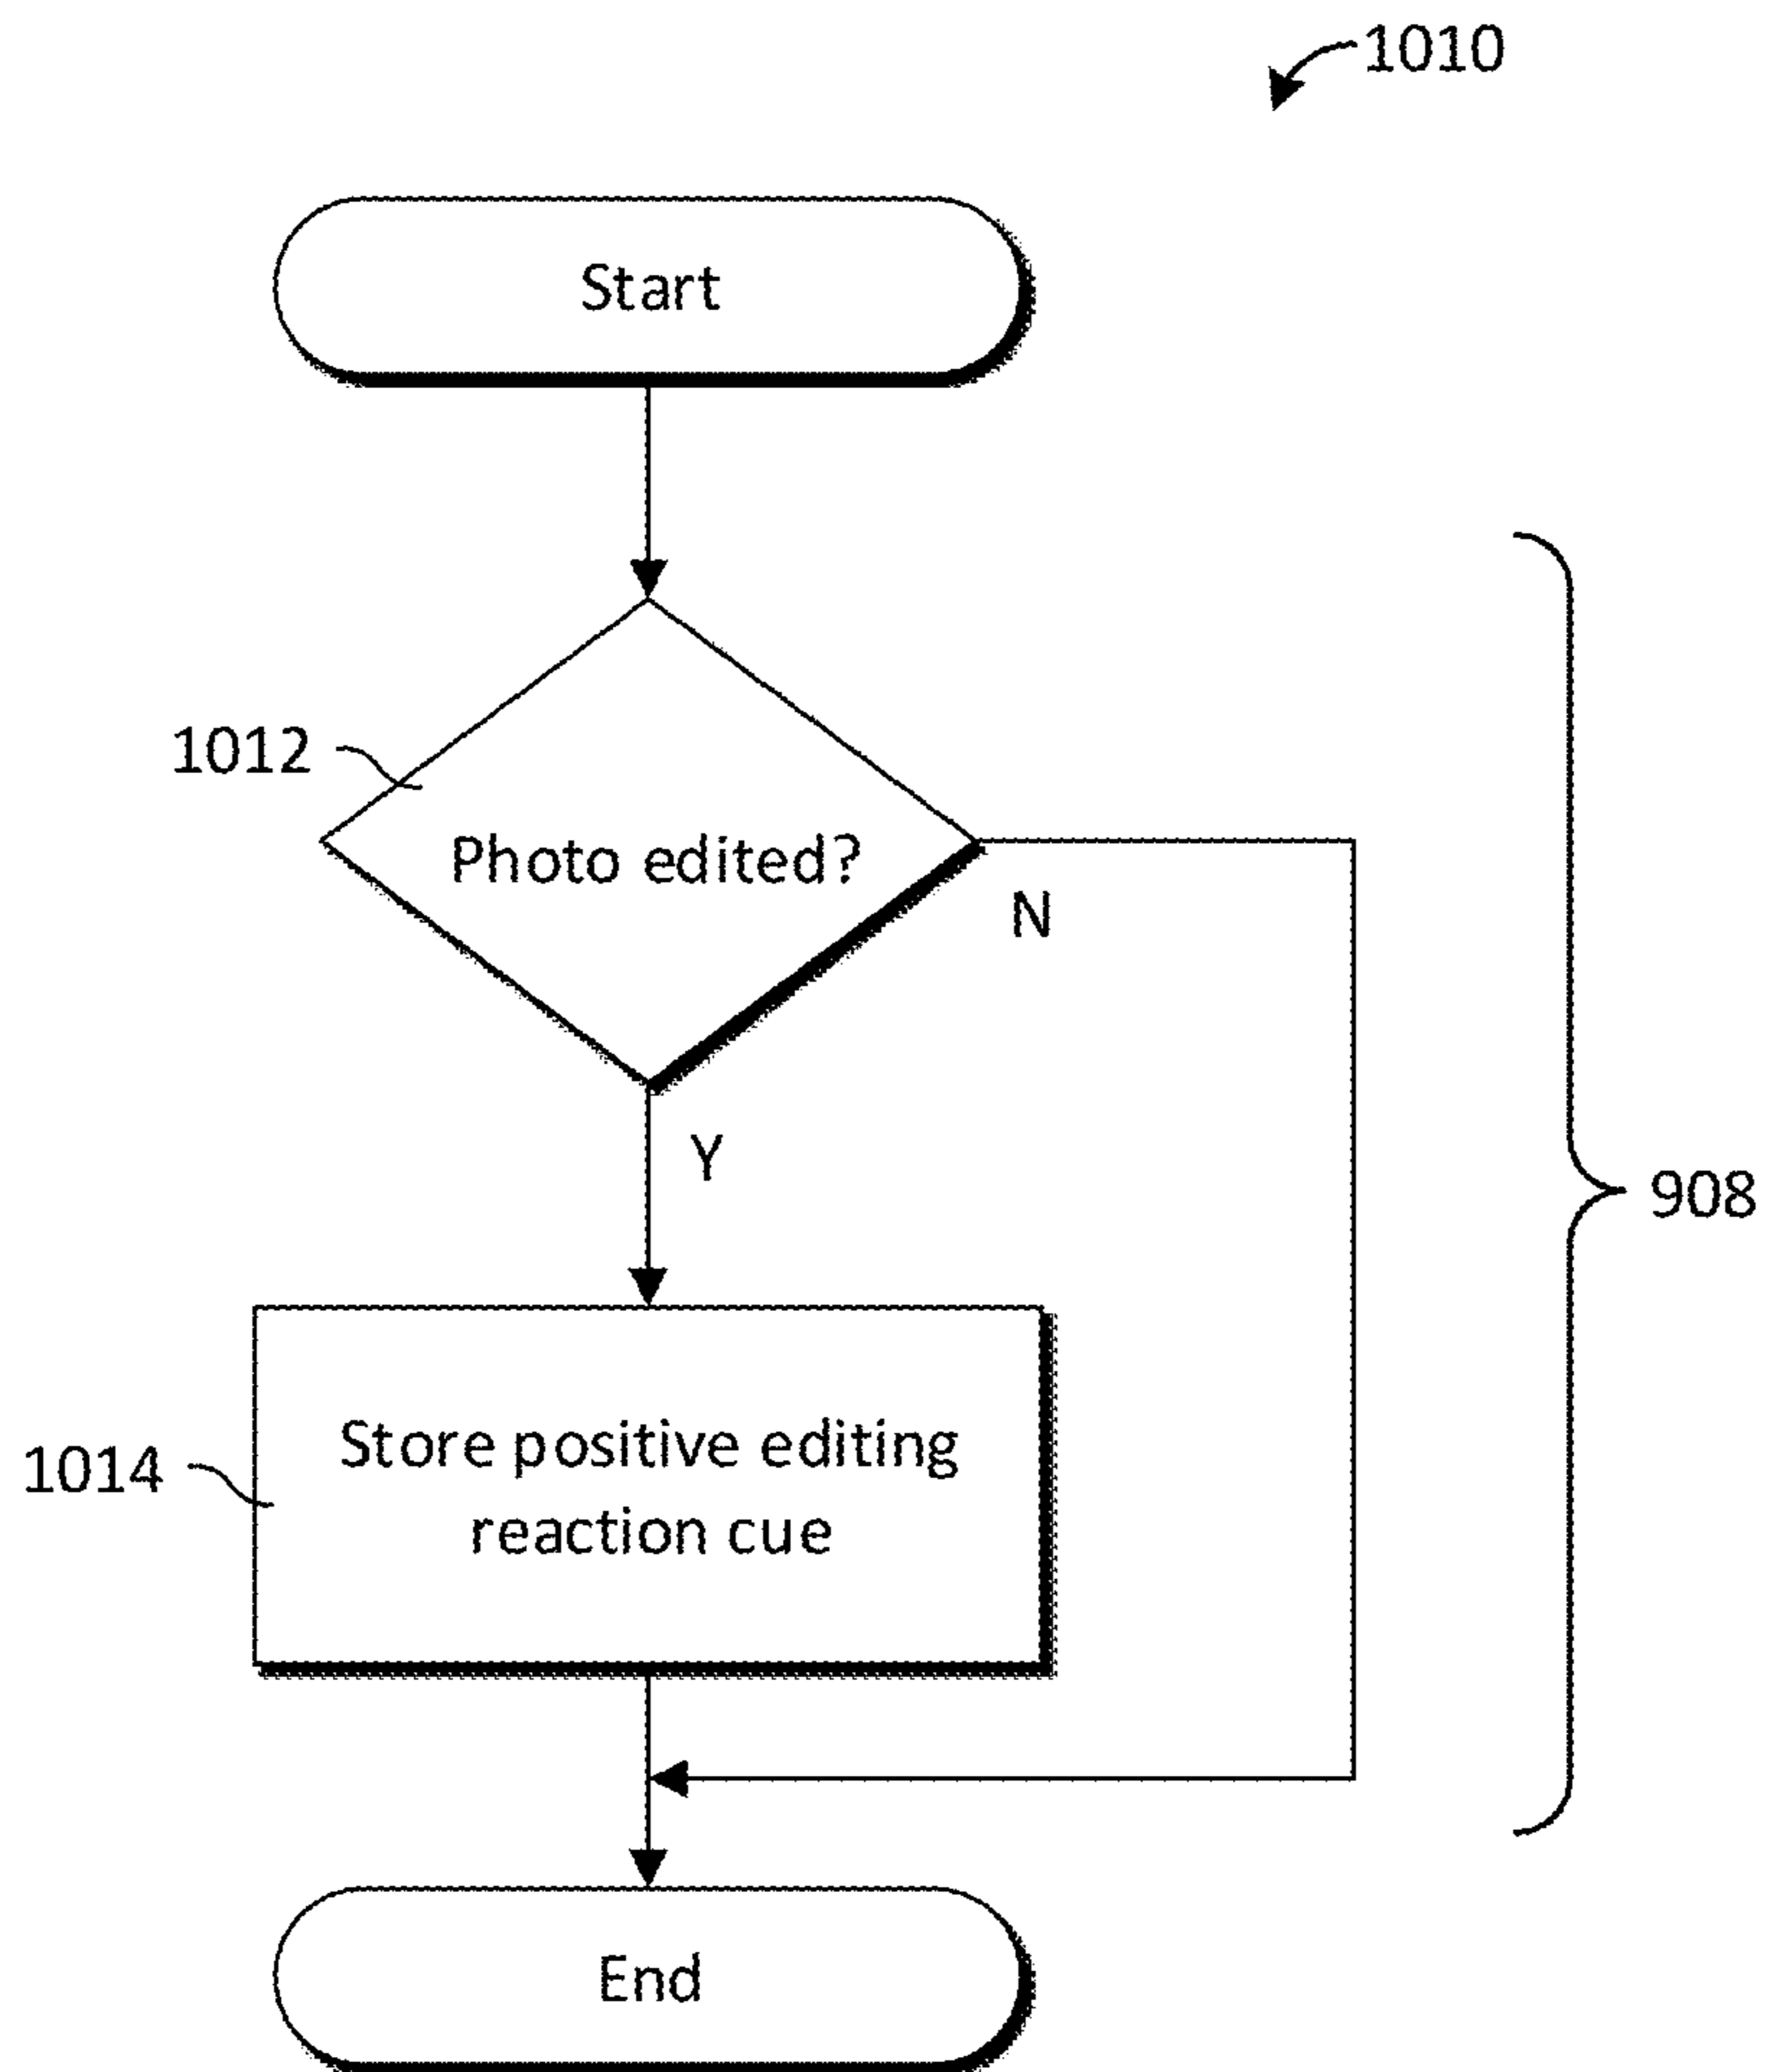 1010
Start
1012
Photo edited?
N
Y
908
Store positive editing
reaction cue
1014
End